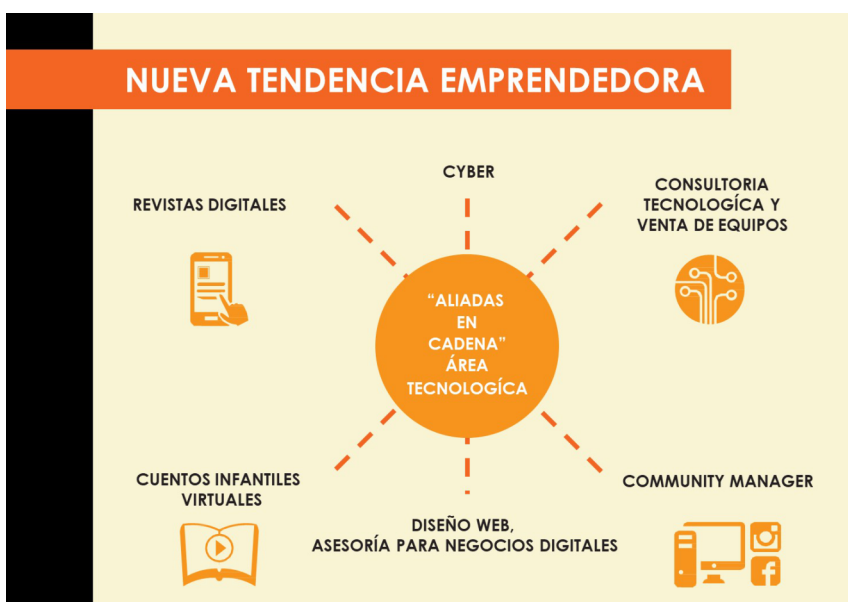 NUEVA TENDENCIA EMPRENDEDORA
CYBER
REVISTAS DIGITALES
CONSULTORIA
TECNOLOGÍCA Y
VENTA DE EQUIPOS
“ALIADAS
EN
CADENA”
ÁREA
TECNOLOGÍCA
CUENTOS INFANTILES
VIRTUALES
COMMUNITY MANAGER
DISEÑO WEB,
ASESORÍA PARA NEGOCIOS DIGITALES